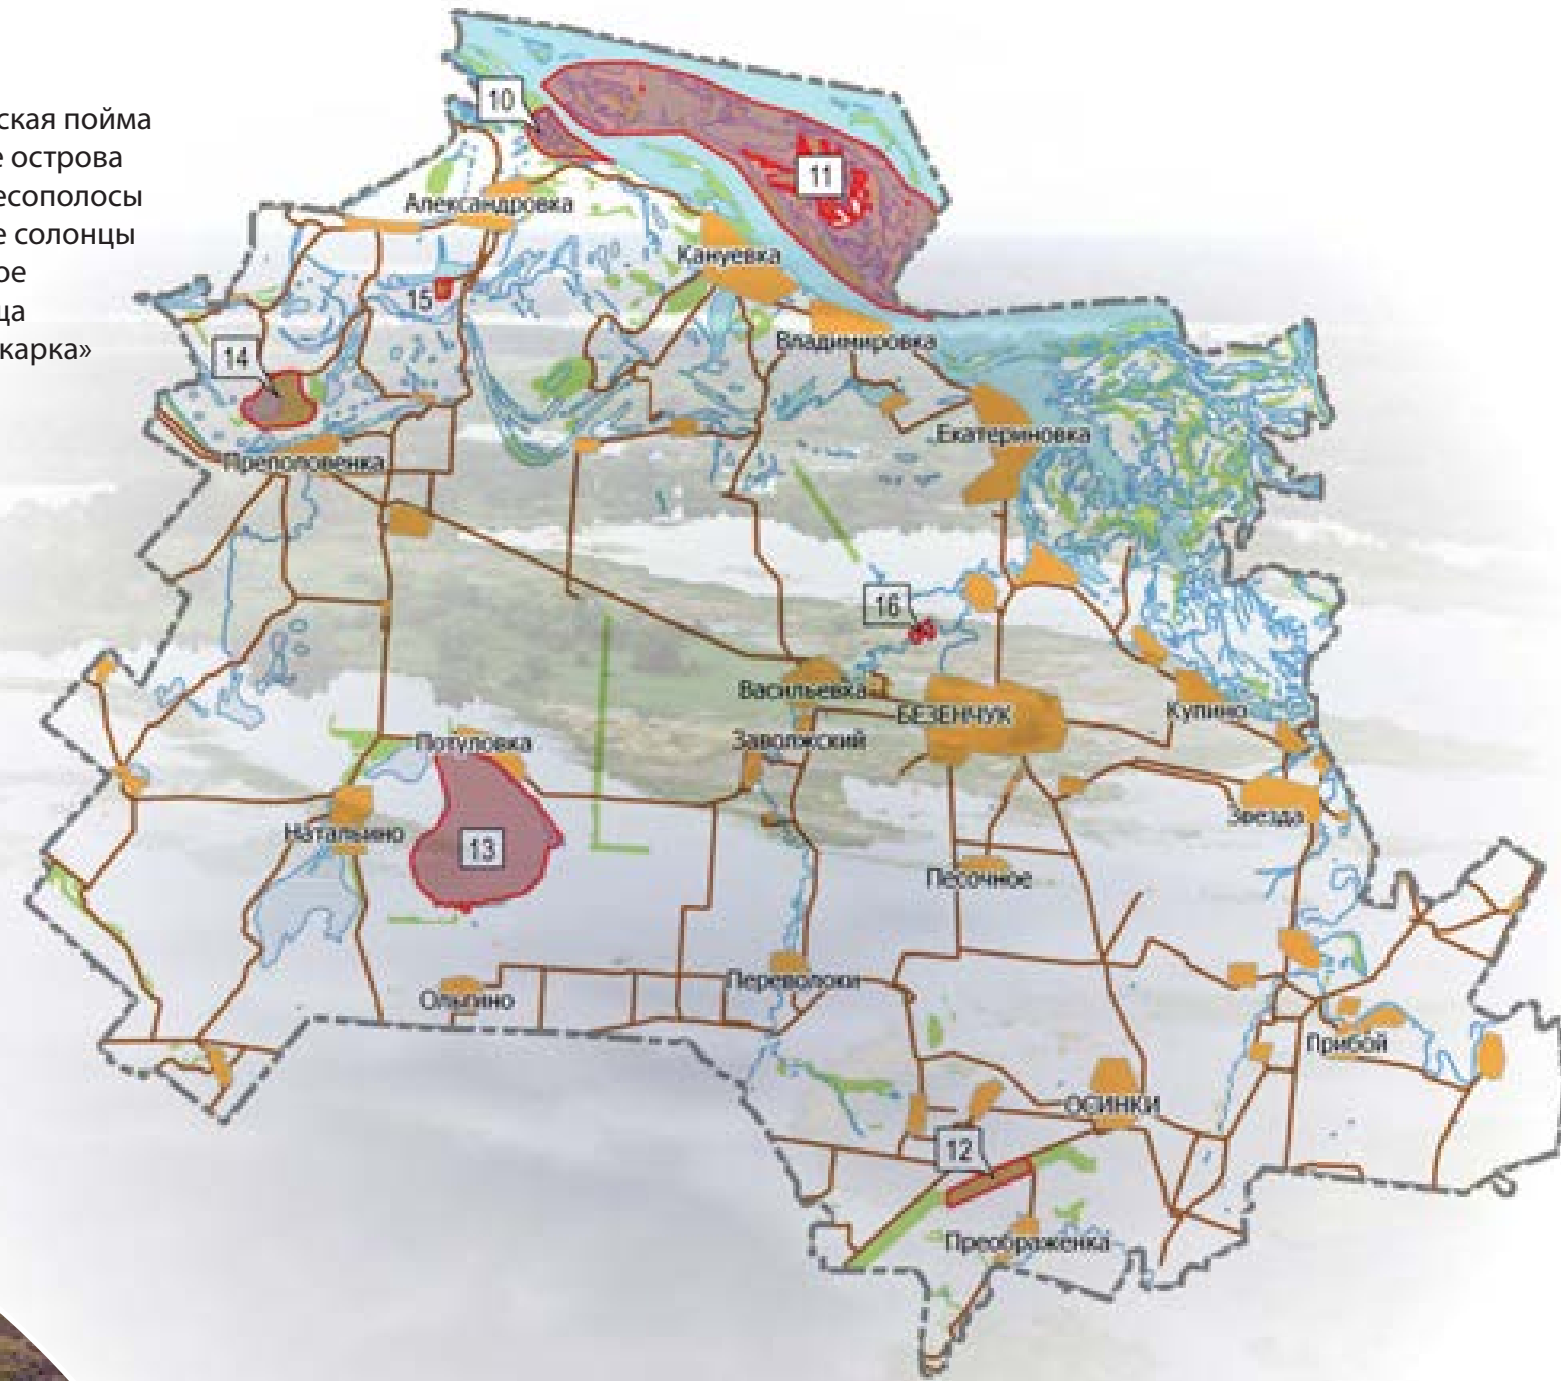 ская пойма
е острова
есополосы
е солонцы
ое
ца
карка»
10
11
Александровка
Кануевка
15
Владимировка
14
Екатериновка
Преполовенка
16
Васильевка
БЕЗЕНЧУК
Купино
Потуловка
Заволжский
Звезда
Натальино
13
Песочное
Переволоки
Ольгино
Прибой
ОСИНКИ
12
Преображенка